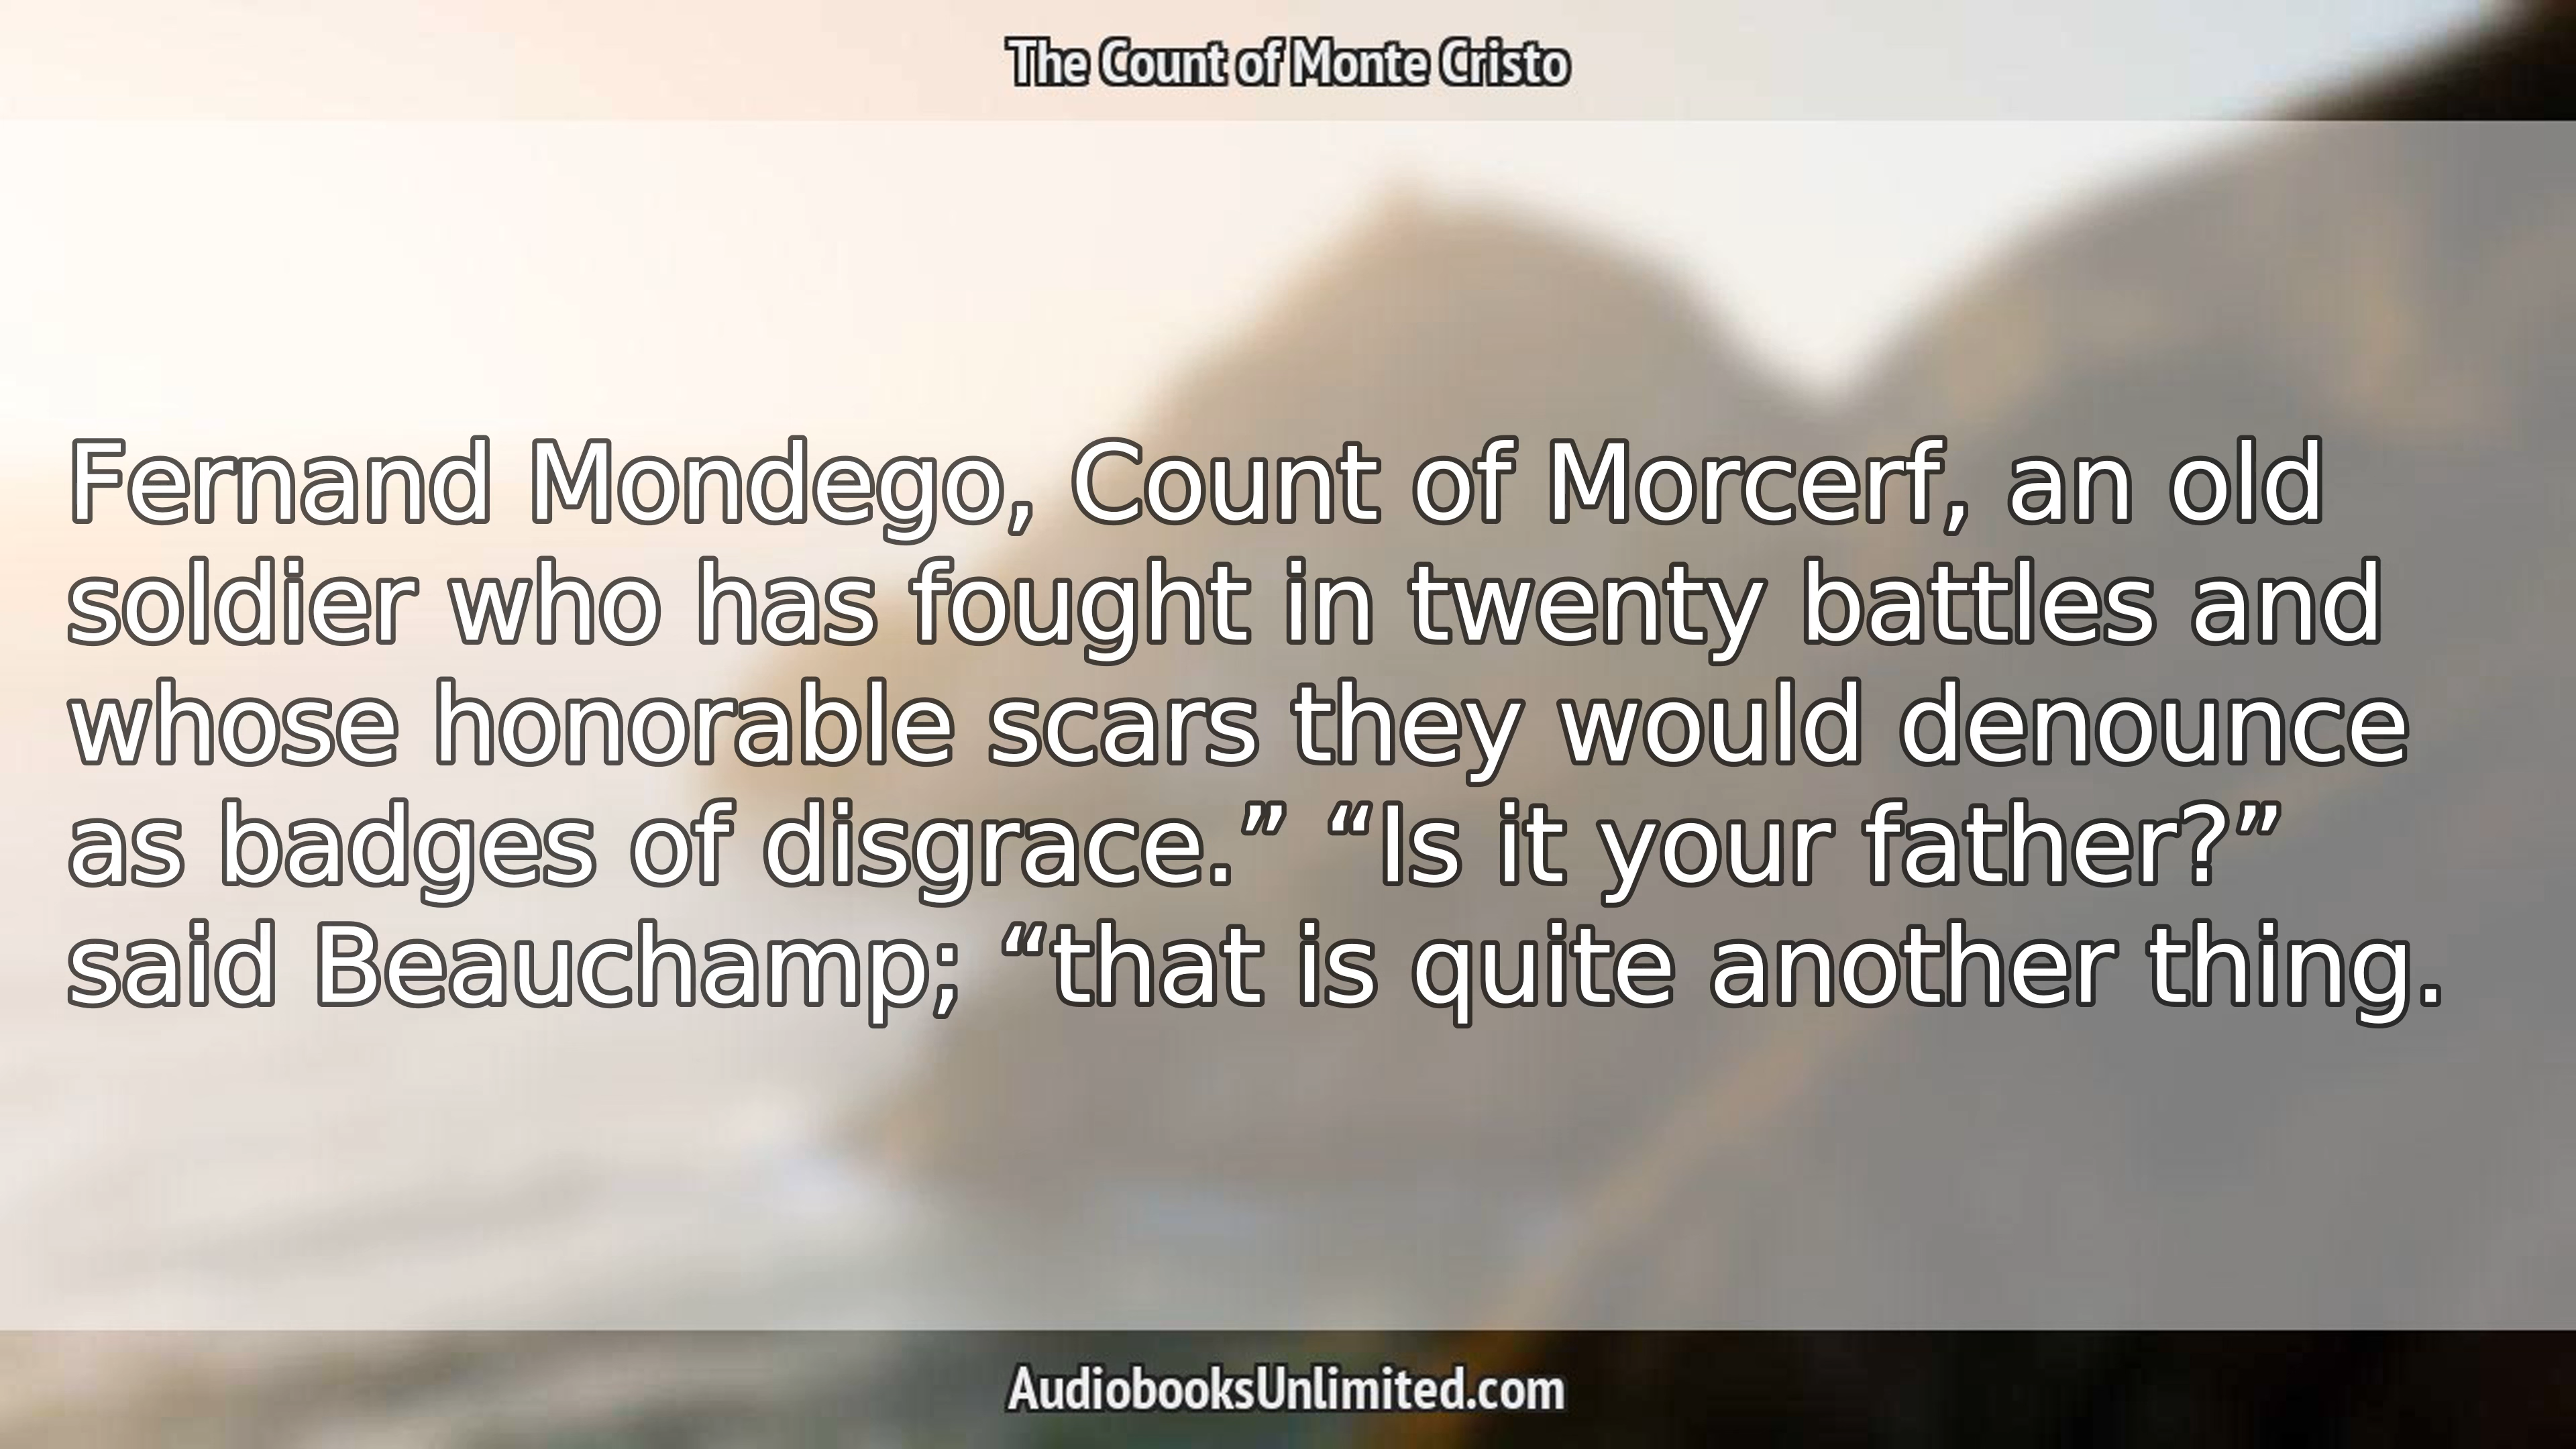 The Count of Monte Cristo
Fernand Mondego, Count of Morcerf, an old
soldier who has fought in twenty battles and
whose honorable scars they would denounce
as badges of disgrace.” “Is it your father?”
said Beauchamp; “that is quite another thing.
AudiobooksUnlimited.com